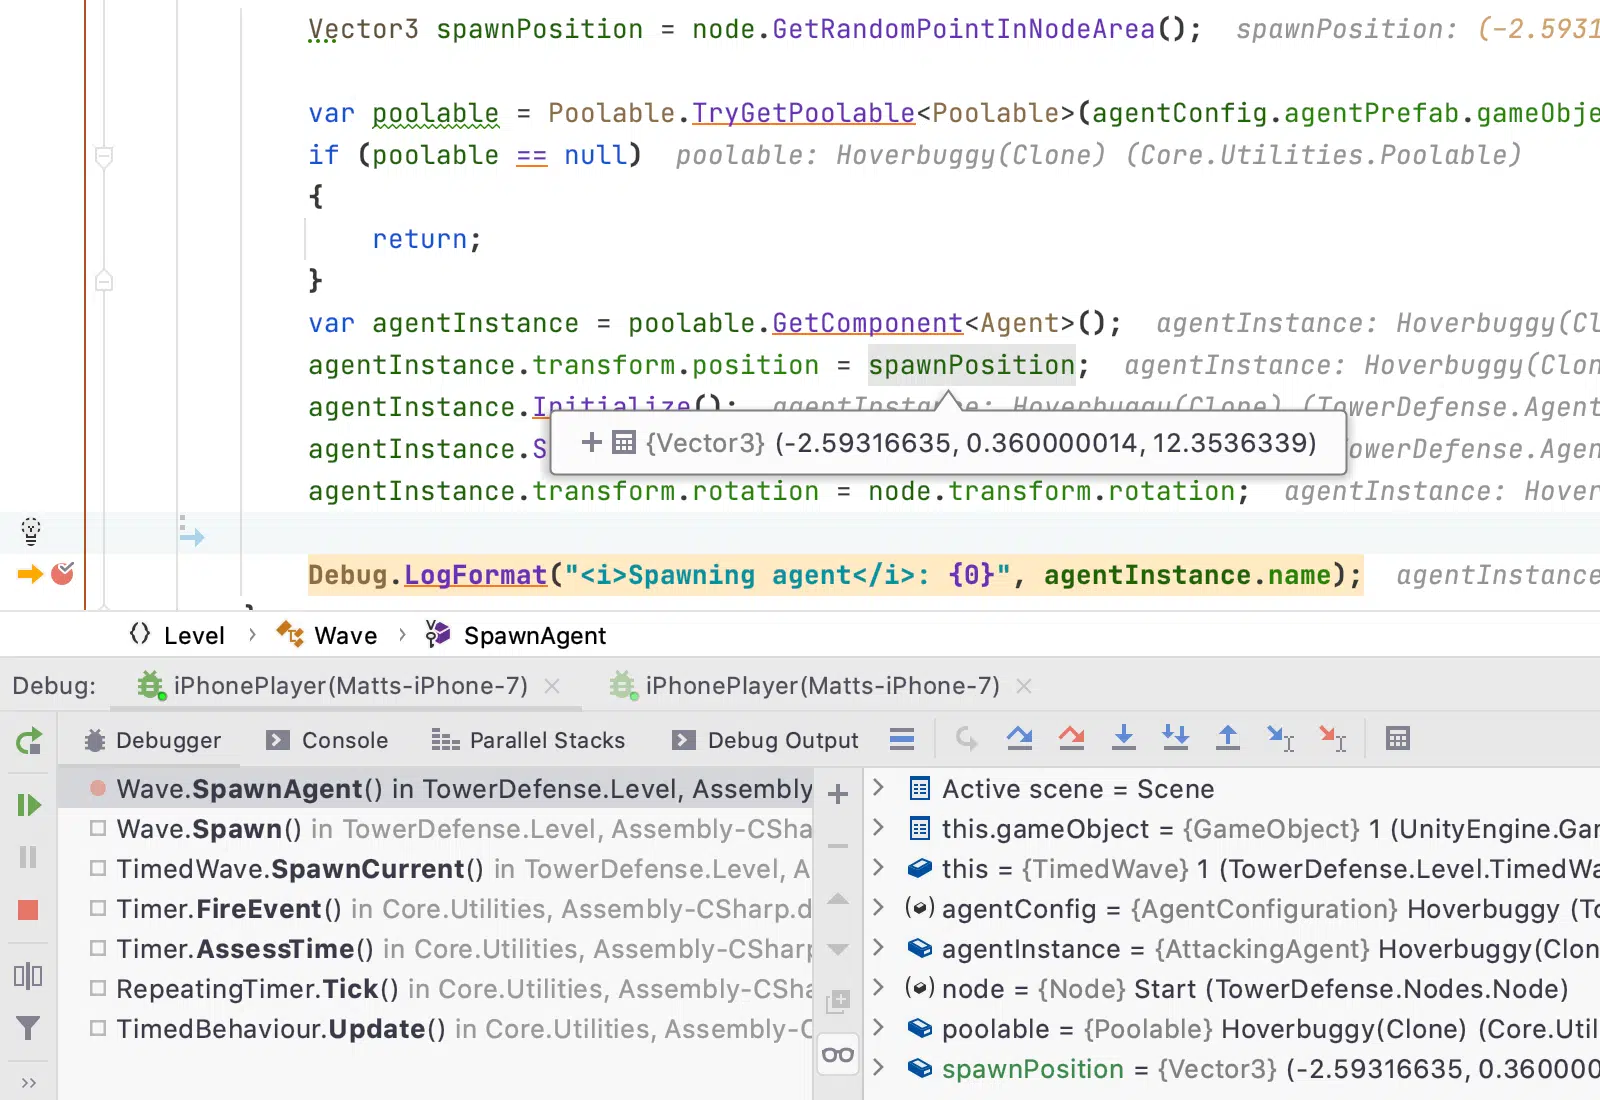 Vector3 spawnPosition = node.GetRandomPointInNodeArea(); spawnPosition: (-2.5931
var poolable = Poolable.TryGetPoolable<Poolable>(agentConfig.agentPrefab.gameObje
if (poolable == null) poolable: Hoverbuggy(Clone) (Core.Utilities.Poolable)
{
return;
}
var agentInstance = poolable.GetComponent<Agent>(); agentInstance: Hoverbuggy(Cl
agentInstance.transform.position = spawnPosition; agentInstance: Hoverbuggy(Clon
agentInstance.Initialize(); agentInstance: Hoverbuggy(Clone) (TowerDefense.Agent
{Vector3} (-2.59316635, 0.360000014, 12.3536339)
agentInstance.S owerDefense.Agen
agentInstance.transform.rotation = node.transform.rotation; agentInstance: Hover
Debug.LogFormat("<i>Spawning agent</i>: {0}", agentInstance.name); agentInstance
Level > Wave > SpawnAgent
Debug: iPhonePlayer(Matts-iPhone-7) iPhonePlayer(Matts-iPhone-7)
Debugger Console Parallel Stacks Debug Output
Wave.SpawnAgent() in TowerDefense.Level, Assembly
Wave.Spawn() in TowerDefense.Level, Assembly-CSha
TimedWave.SpawnCurrent() in TowerDefense.Level, A
Timer.FireEvent() in Core.Utilities, Assembly-CSharp.d
Timer.AssessTime() in Core.Utilities, Assembly-CSharp
RepeatingTimer.Tick() in Core.Utilities, Assembly-CSha
TimedBehaviour.Update() in Core.Utilities, Assembly-C
Active scene = Scene
this.gameObject = {GameObject} 1 (UnityEngine.Gam
this = {TimedWave} 1 (TowerDefense.Level.TimedWa
agentConfig = {AgentConfiguration} Hoverbuggy (To
agentInstance = {AttackingAgent} Hoverbuggy(Clon
node = {Node} Start (TowerDefense.Nodes.Node)
poolable = {Poolable} Hoverbuggy(Clone) (Core.Util
spawnPosition = {Vector3} (-2.59316635, 0.360000